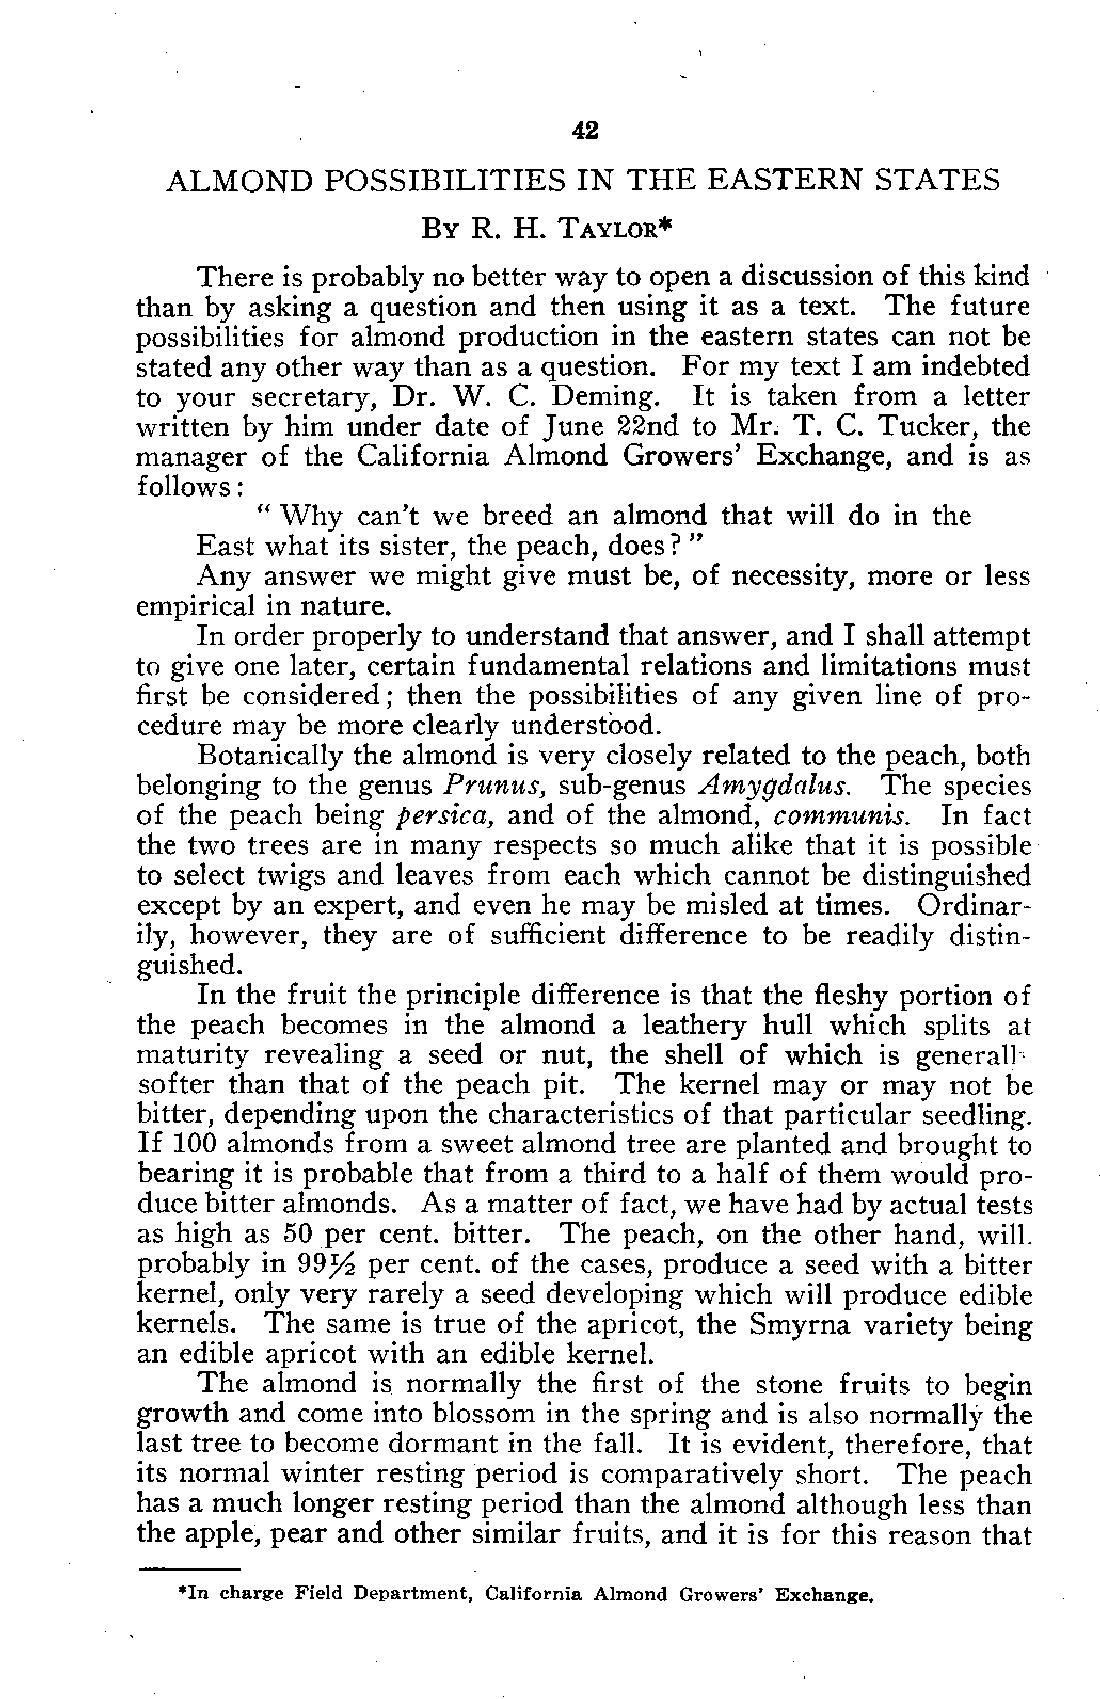 42
ALMOND POSSIBILITIES IN THE EASTERN STATES
By R. H. Taylor*
There is probably no better way to open a discussion of this kind
than by asking a question and then using it as a text. The future
possibilities for almond production in the eastern states can not be
stated any other way than as a question. For my text I am indebted
to your secretary, Dr. W. C. Deming. It is taken from a letter
written by him under date of June 22nd to Mr. T. C. Tucker, the
manager of the California Almond Growers' Exchange, and is as
follows:
"Why can't we breed an almond that will do in the
East what its sister, the peach, does?"
Any answer we might give must be, of necessity, more or less
empirical in nature.
In order properly to understand that answer, and I shall attempt
to give one later, certain fundamental relations and limitations must
first be considered; then the possibilities of any given line of pro-
cedure may be more clearly understood.
Botanically the almond is very closely related to the peach, both
belonging to the genus Prunus, sub-genus Amygdalus. The species
of the peach being persica, and of the almond, communis. In fact
the two trees are in many respects so much alike that it is possible
to select twigs and leaves from each which cannot be distinguished
except by an expert, and even he may be misled at times. Ordinar-
ily, however, they are of sufficient difference to be readily distin-
guished.
In the fruit the principle difference is that the fleshy portion of
the peach becomes in the almond a leathery hull which splits at
maturity revealing a seed or nut, the shell of which is generall
softer than that of the peach pit. The kernel may or may not be
bitter, depending upon the characteristics of that particular seedling.
If 100 almonds from a sweet almond tree are planted and brought to
bearing it is probable that from a third to a half of them would pro-
duce bitter almonds. As a matter of fact, we have had by actual tests
as high as 50 per cent. bitter. The peach, on the other hand, will
probably in 99½ per cent. of the cases, produce a seed with a bitter
kernel, only very rarely a seed developing which will produce edible
kernels. The same is true of the apricot, the Smyrna variety being
an edible apricot with an edible kernel.
The almond is normally the first of the stone fruits to begin
growth and come into blossom in the spring and is also normally the
last tree to become dormant in the fall. It is evident, therefore, that
its normal winter resting period is comparatively short. The peach
has a much longer resting period than the almond although less than
the apple, pear and other similar fruits, and it is for this reason that
*In charge Field Department, California Almond Growers' Exchange.